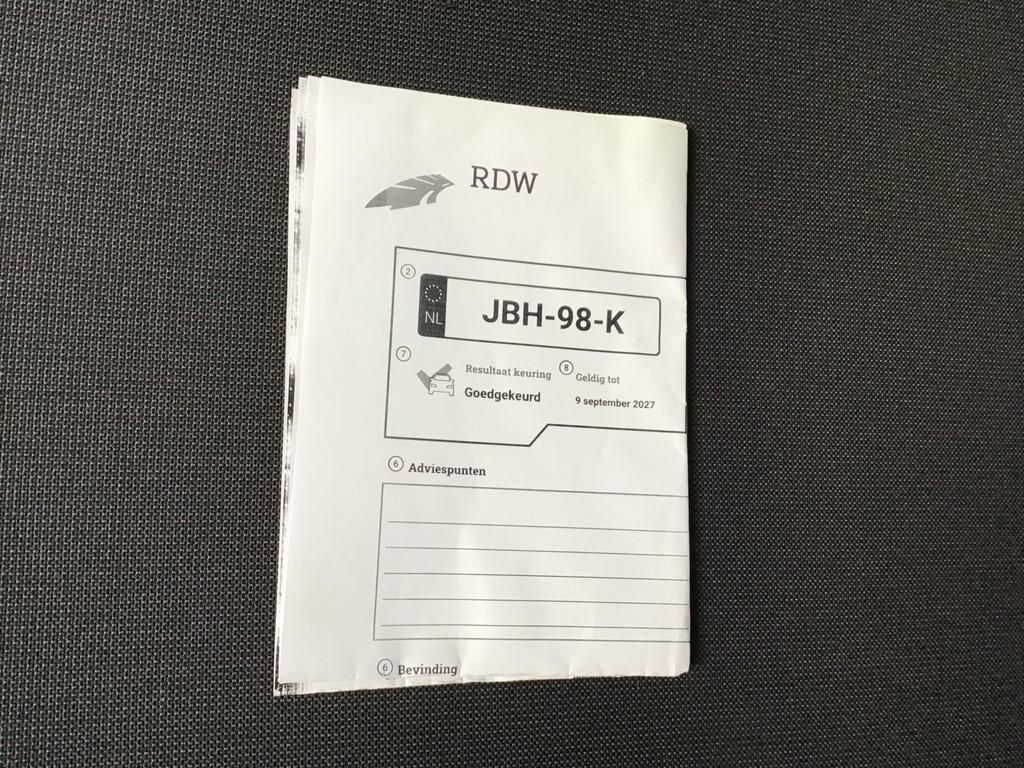 RDW
2
NL JBH-98-K
7 Resultaat keuring 8 Geldig tot
Goedgekeurd 9 september 2027
6 Adviespunten
6 Bevinding